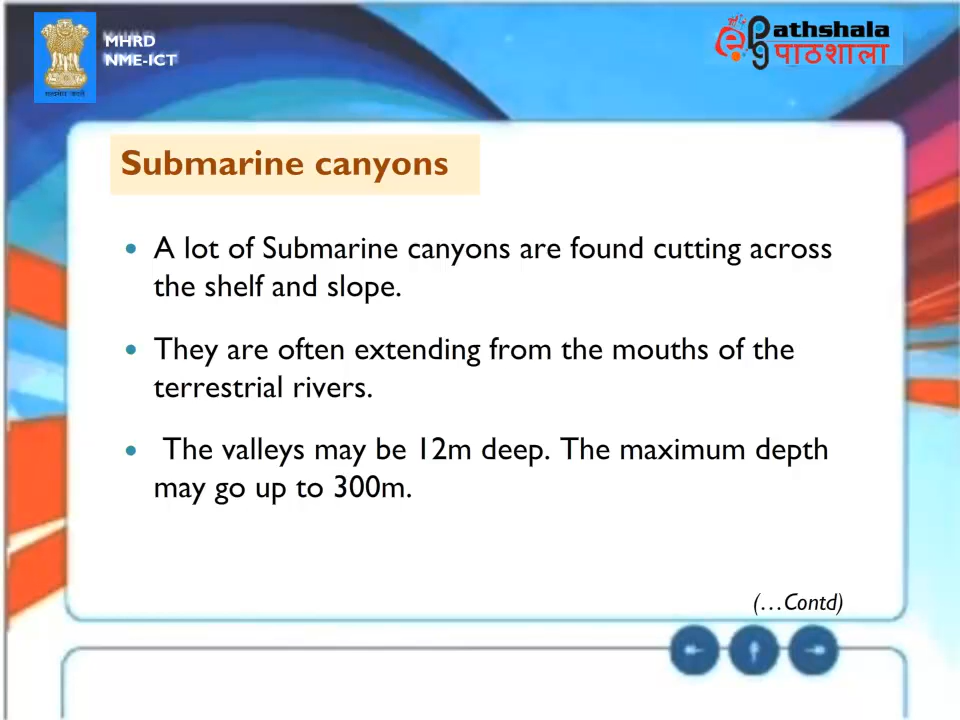 MHRD
NME-ICT
ePathshala
पाठशाला
Submarine canyons
A lot of Submarine canyons are found cutting across
the shelf and slope.
They are often extending from the mouths of the
terrestrial rivers.
The valleys may be 12m deep. The maximum depth
may go up to 300m.
(…Contd)